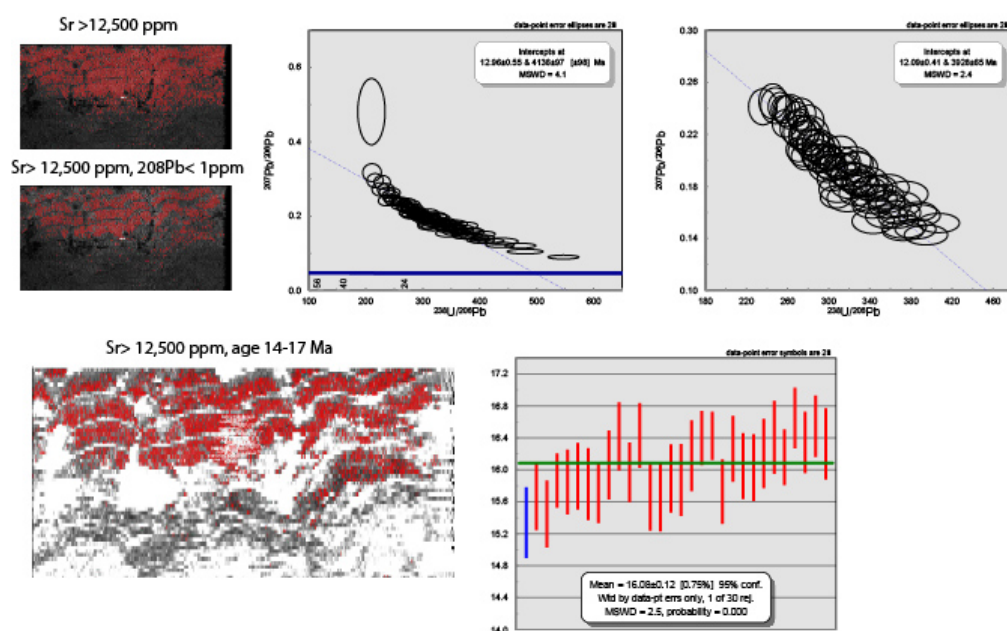 Sr >12,500 ppm
Sr> 12,500 ppm, 208Pb< 1ppm
data-point error ellipses are 2σ
Intercepts at
12.96±0.55 & 4136±97 [±98] Ma
MSWD = 4.1
0.8
0.6
0.4
0.2
0.0
207Pb/206Pb
56
40
24
100
200
300
400
500
600
238U/206Pb
data-point error ellipses are 2σ
Intercepts at
12.09±0.41 & 3928±65 Ma
MSWD = 2.4
0.30
0.26
0.22
0.18
0.14
0.10
207Pb/206Pb
180
220
260
300
340
380
420
460
238U/206Pb
Sr> 12,500 ppm, age 14-17 Ma
data-point error symbols are 2σ
17.2
16.8
16.4
16.0
15.6
15.2
14.8
14.4
14.0
Mean = 16.08±0.12 [0.75%] 95% conf.
Wtd by data-pt errs only, 1 of 30 rej.
MSWD = 2.5, probability = 0.000